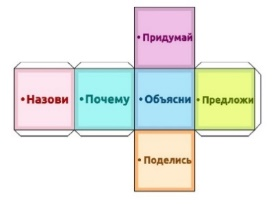 • Придумай
• Назови
• Почему
• Объясни
• Предложи
• Поделись